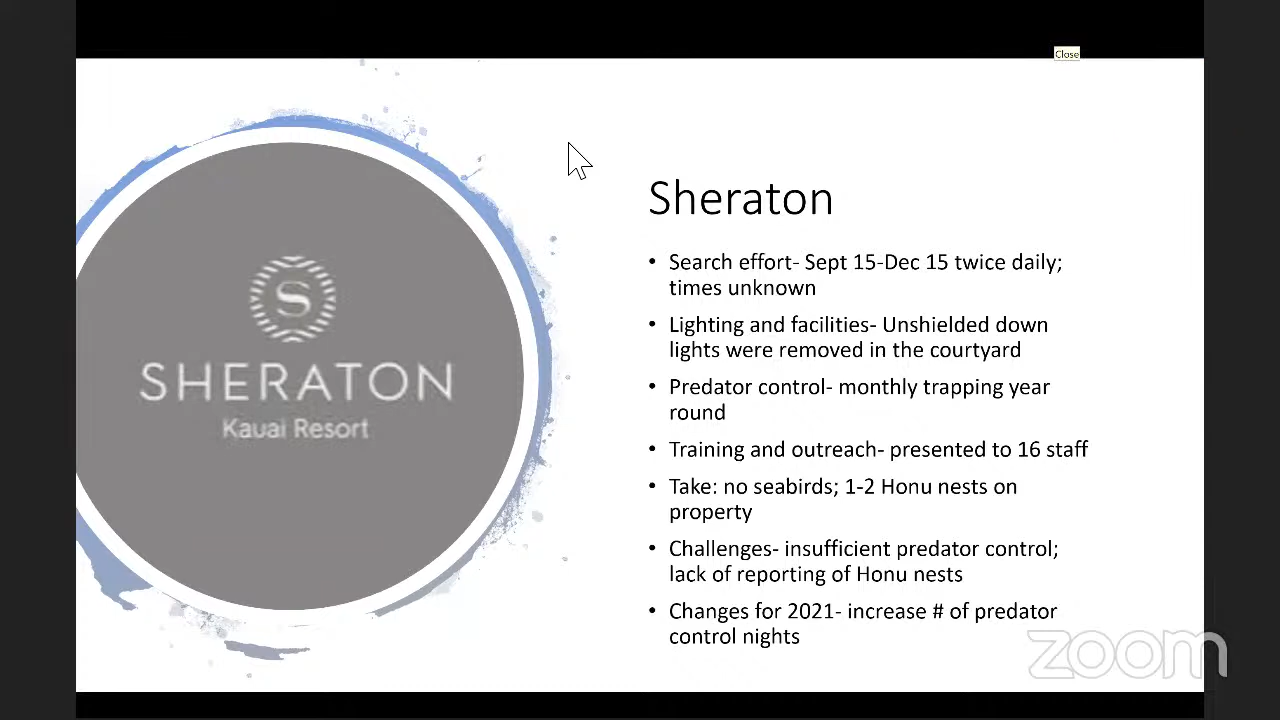 Close
S
SHERATON
Kauai Resort
Sheraton
• Search effort- Sept 15-Dec 15 twice daily;
times unknown
• Lighting and facilities- Unshielded down
lights were removed in the courtyard
• Predator control- monthly trapping year
round
• Training and outreach- presented to 16 staff
• Take: no seabirds; 1-2 Honu nests on
property
• Challenges- insufficient predator control;
lack of reporting of Honu nests
• Changes for 2021- increase # of predator
control nights
zoom